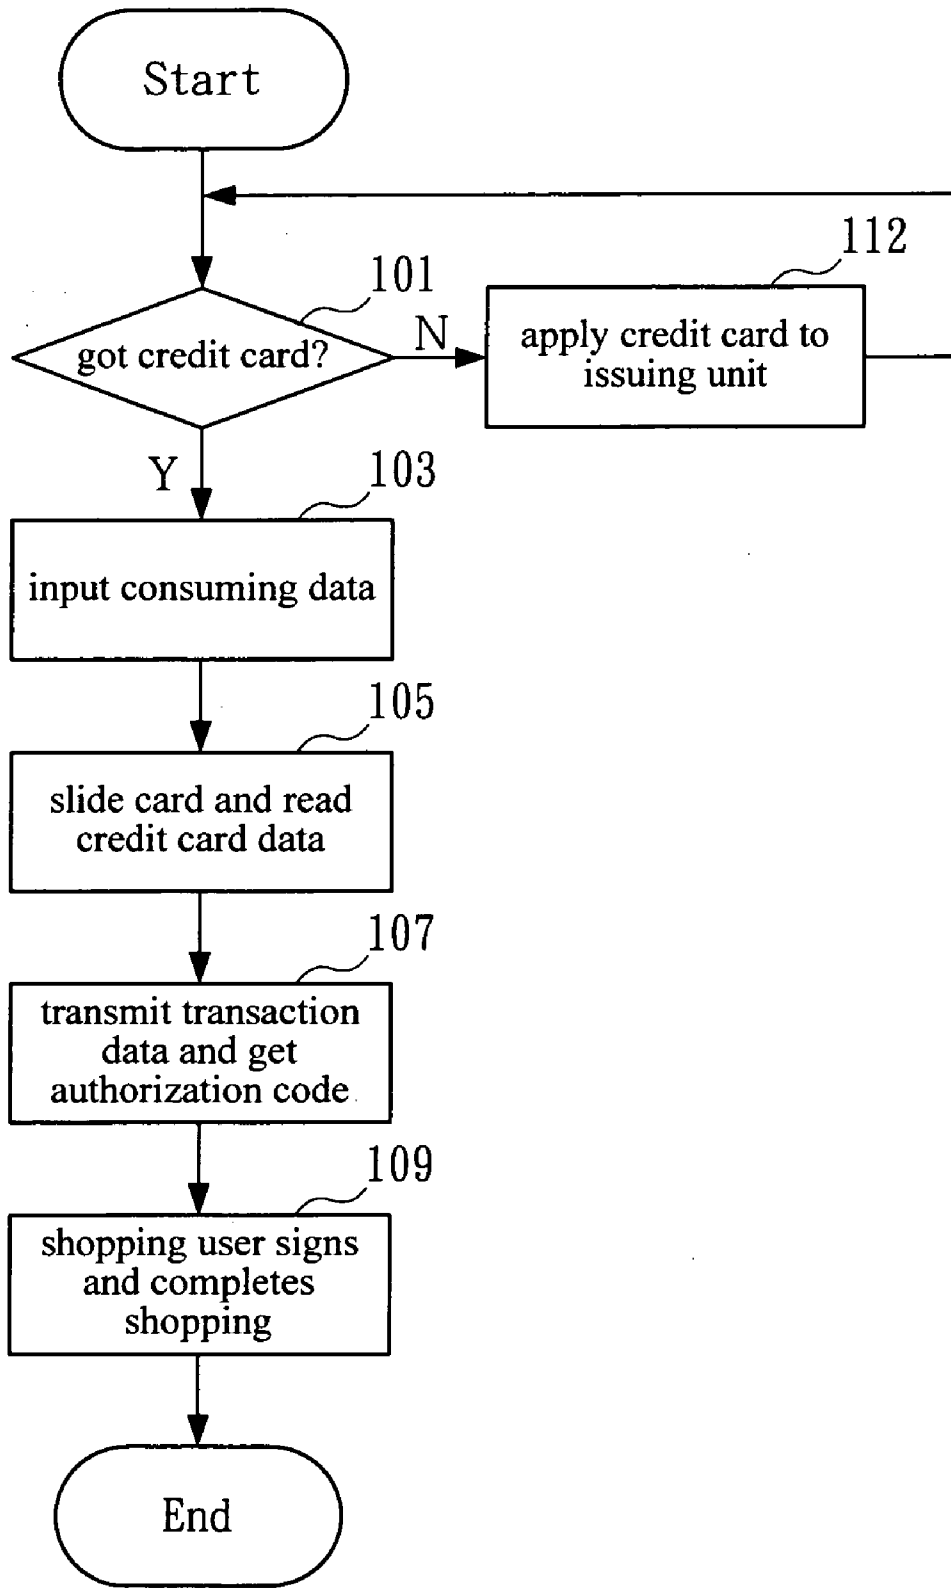 Start
112
101
got credit card?
N
apply credit card to
issuing unit
Y
103
input consuming data
105
slide card and read
credit card data
107
transmit transaction
data and get
authorization code
109
shopping user signs
and completes
shopping
End